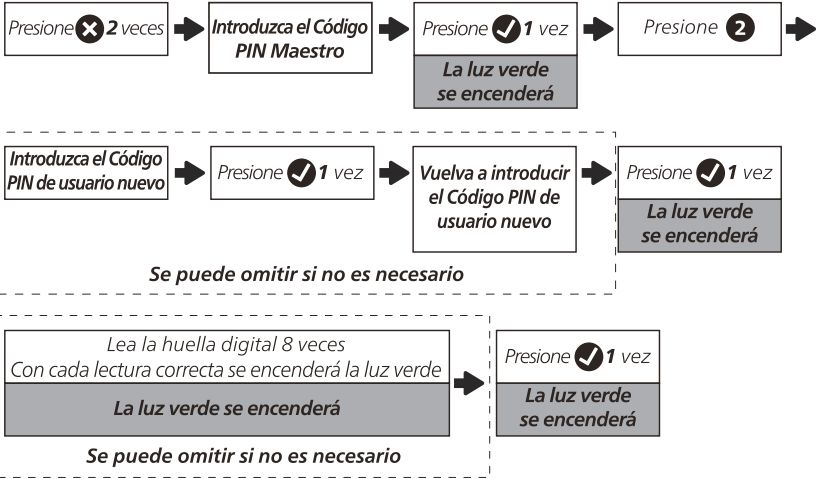 Presione ✖ 2 veces
Introduzca el Código
PIN Maestro
Presione ✔ 1 vez
La luz verde
se encenderá
Presione 2
Introduzca el Código
PIN de usuario nuevo
Presione ✔ 1 vez
Vuelva a introducir
el Código PIN de
usuario nuevo
Presione ✔ 1 vez
La luz verde
se encenderá
Se puede omitir si no es necesario
Lea la huella digital 8 veces
Con cada lectura correcta se encenderá la luz verde
La luz verde se encenderá
Presione ✔ 1 vez
La luz verde
se encenderá
Se puede omitir si no es necesario